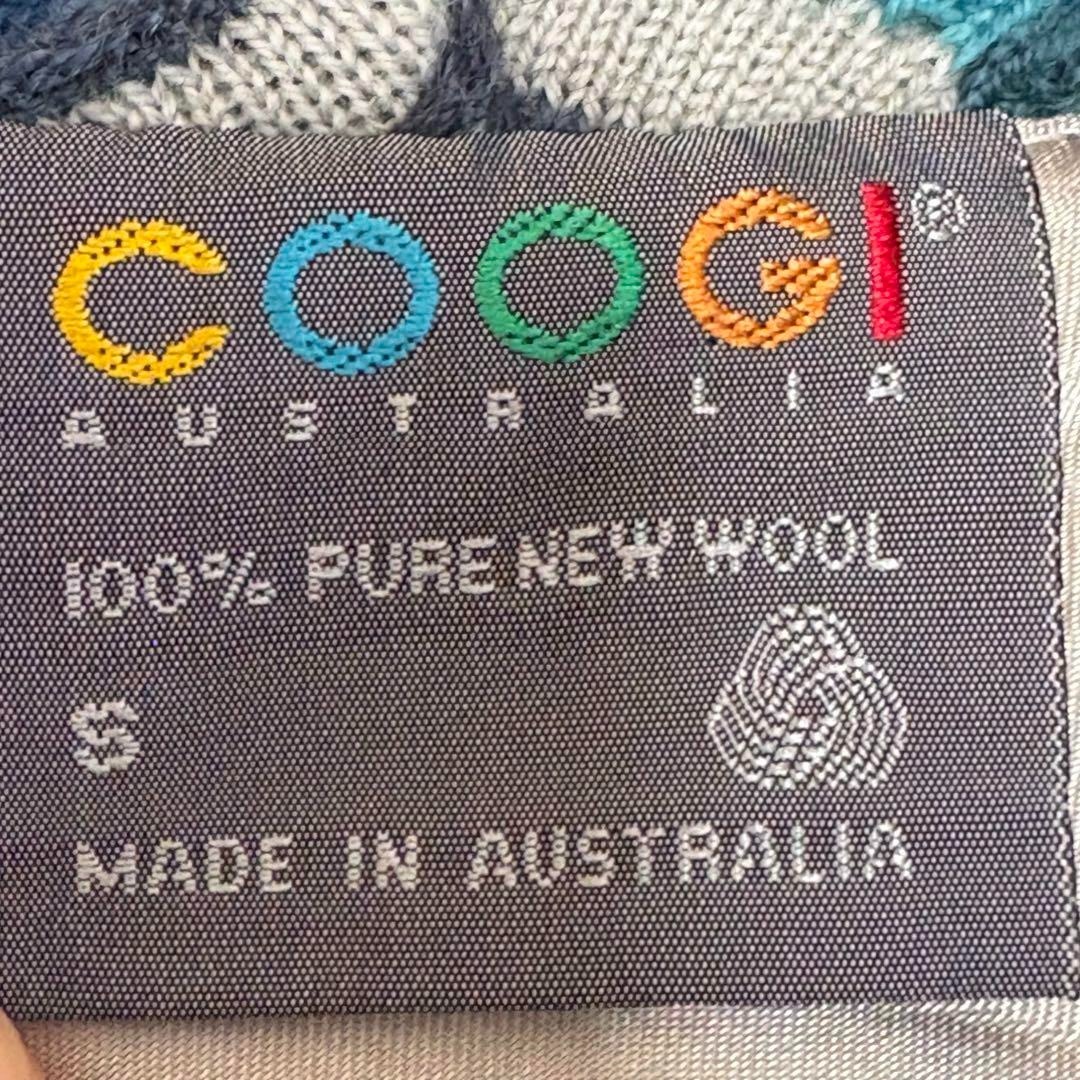 COOGI®
AUSTRALIA
100% PURE NEW WOOL
S
MADE IN AUSTRALIA